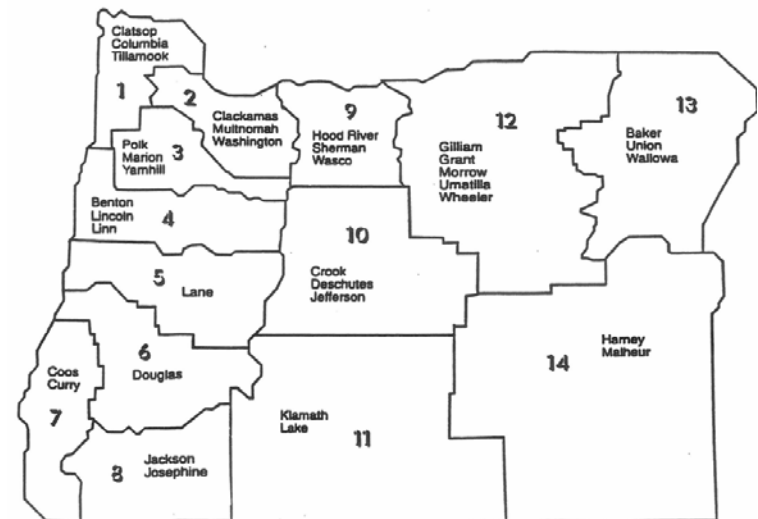 Clatsop
Columbia
Tillamook
1
2
Clackamas
Multnomah
Washington
3
Polk
Marion
Yamhill
4
Benton
Lincoln
Linn
5
Lane
6
Douglas
7
Coos
Curry
8
Jackson
Josephine
9
Hood River
Sherman
Wasco
10
Crook
Deschutes
Jefferson
11
Klamath
Lake
12
Gilliam
Grant
Morrow
Umatilla
Wheeler
13
Baker
Union
Wallowa
14
Harney
Malheur